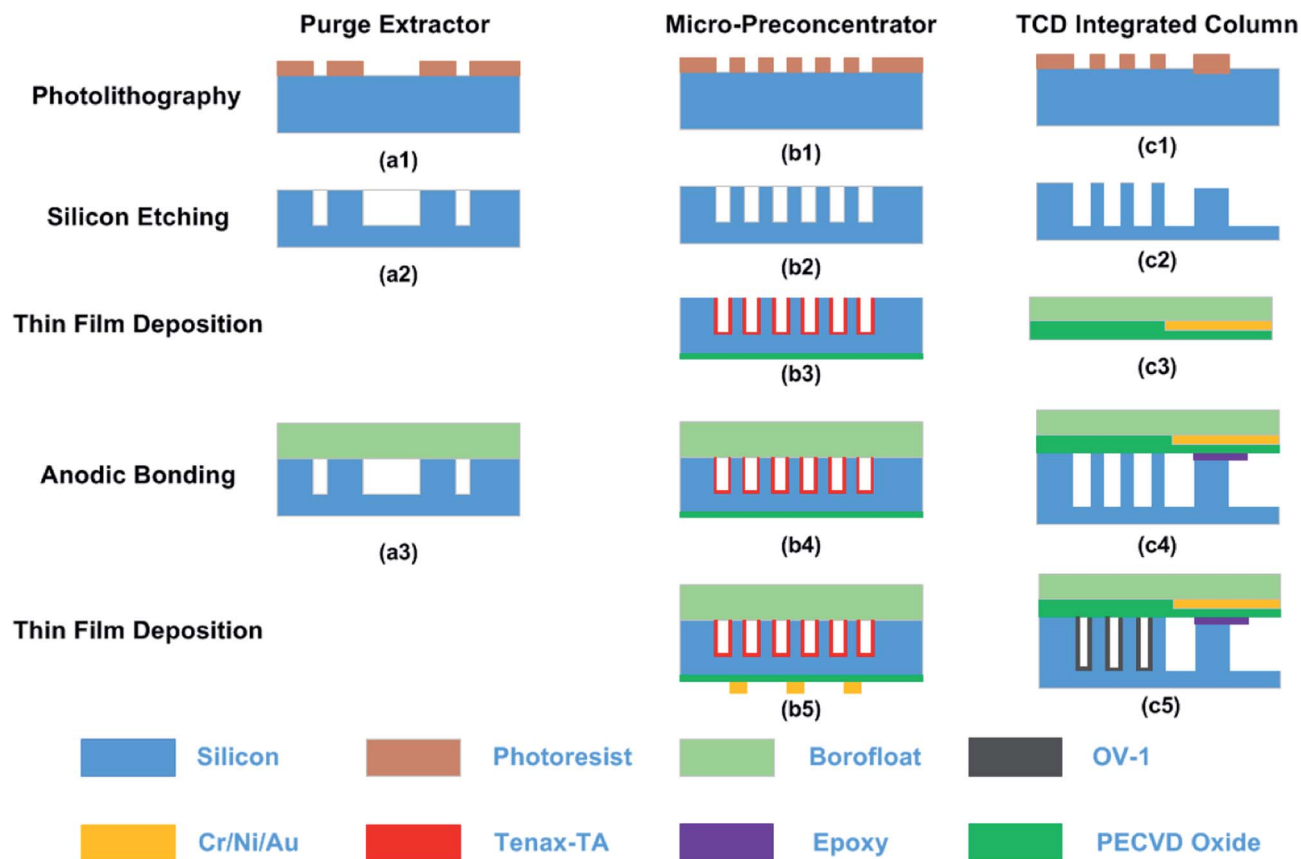 Purge Extractor
Micro-Preconcentrator
TCD Integrated Column
Photolithography
(a1)
(b1)
(c1)
Silicon Etching
(a2)
(b2)
(c2)
Thin Film Deposition
(b3)
(c3)
Anodic Bonding
(a3)
(b4)
(c4)
Thin Film Deposition
(b5)
(c5)
Silicon
Photoresist
Borofloat
OV-1
Cr/Ni/Au
Tenax-TA
Epoxy
PECVD Oxide